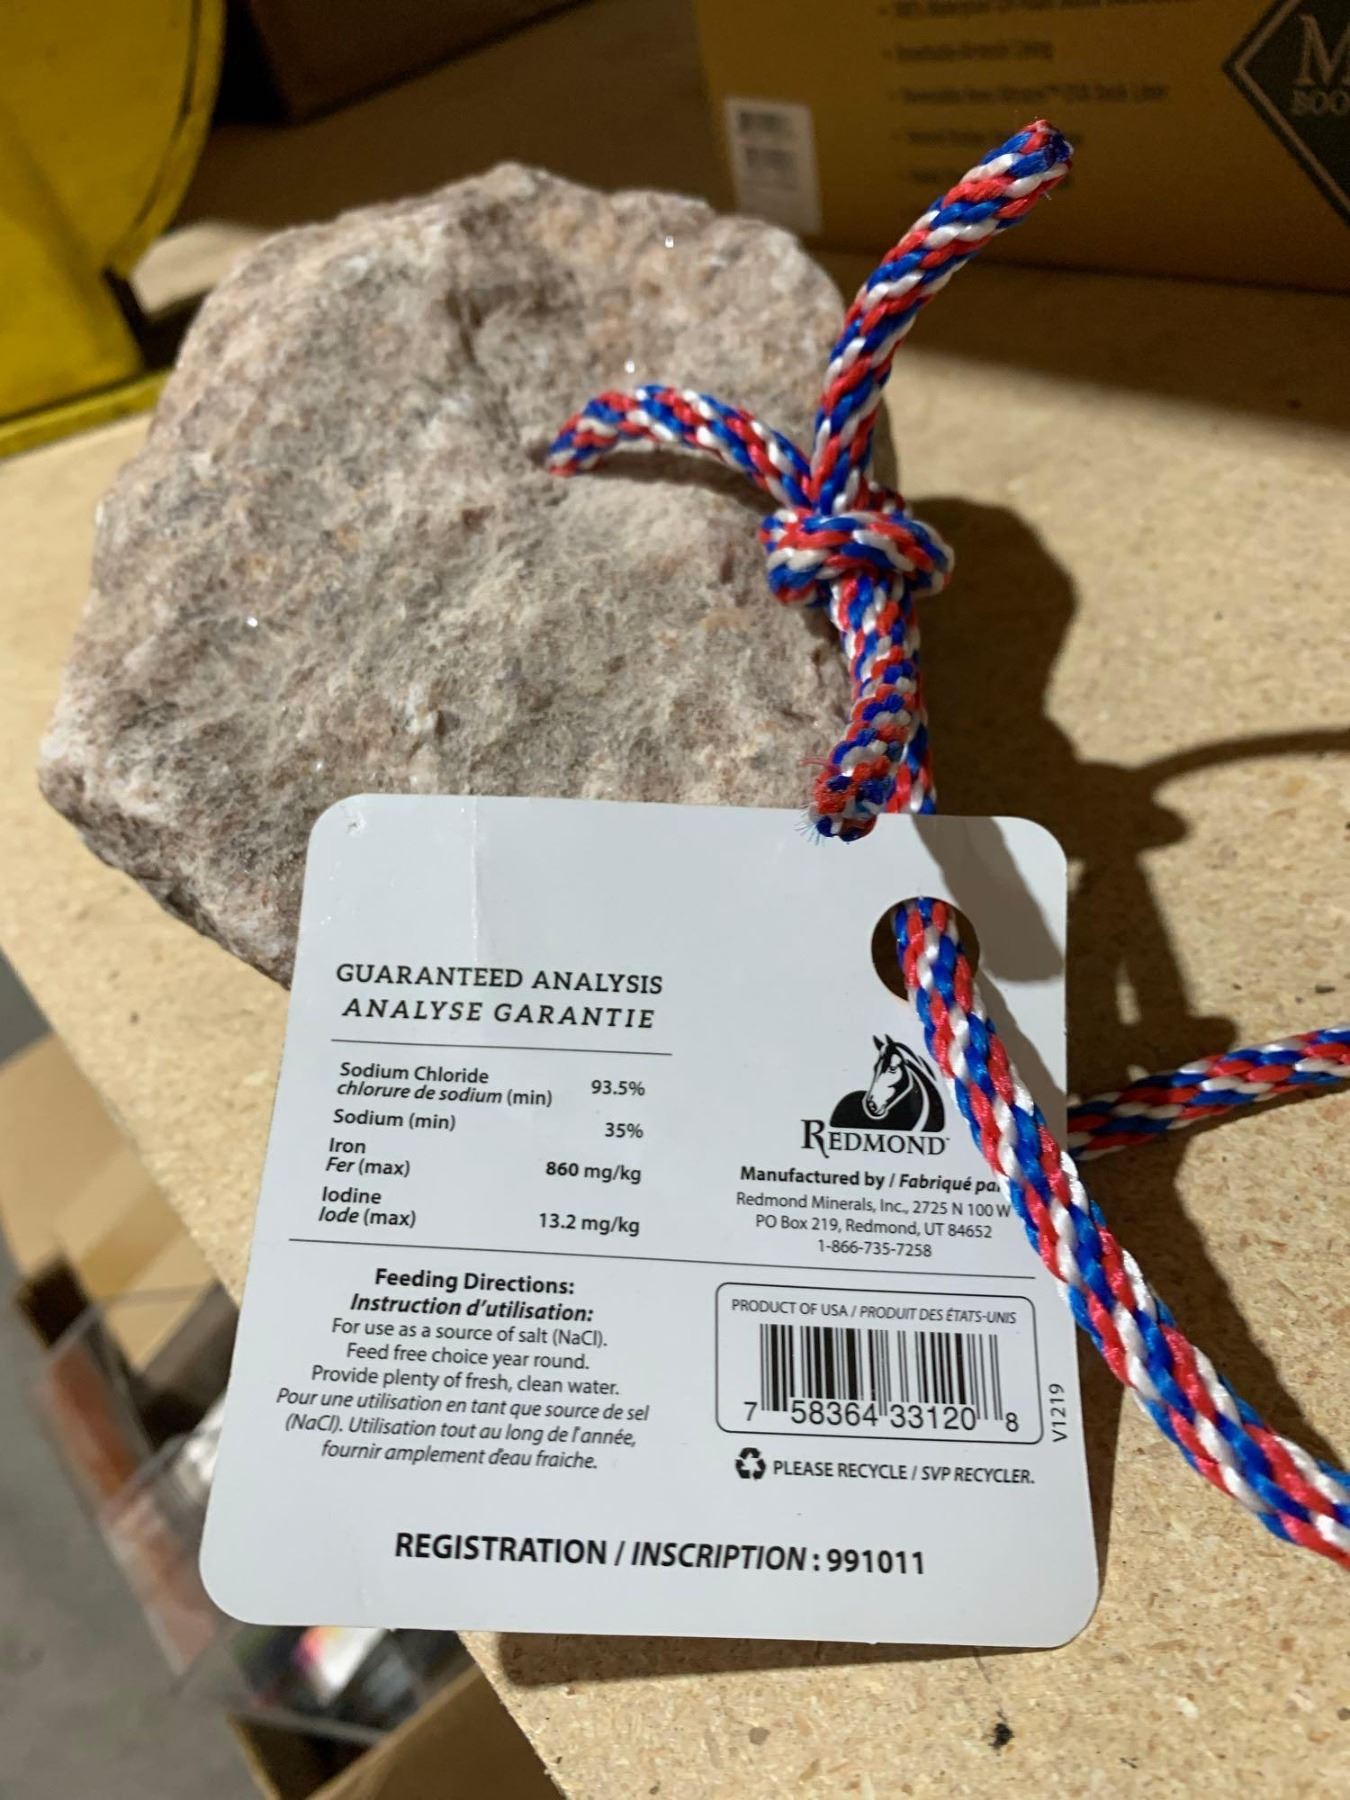 GUARANTEED ANALYSIS
ANALYSE GARANTIE
Sodium Chloride
chlorure de sodium (min) 93.5%
Sodium (min) 35%
Iron
Fer (max) 860 mg/kg
Iodine
Iode (max) 13.2 mg/kg
REDMOND
Manufactured by / Fabriqué pa
Redmond Minerals, Inc., 2725 N 100 W
PO Box 219, Redmond, UT 84652
1-866-735-7258
Feeding Directions:
Instruction d'utilisation:
For use as a source of salt (NaCl).
Feed free choice year round.
Provide plenty of fresh, clean water.
Pour une utilisation en tant que source de sel
(NaCl). Utilisation tout au long de l'année,
fournir amplement d'eau fraiche.
PRODUCT OF USA / PRODUIT DES ÉTATS-UNIS
7 58364 33120 8
V1219
PLEASE RECYCLE / SVP RECYCLER.
REGISTRATION / INSCRIPTION : 991011